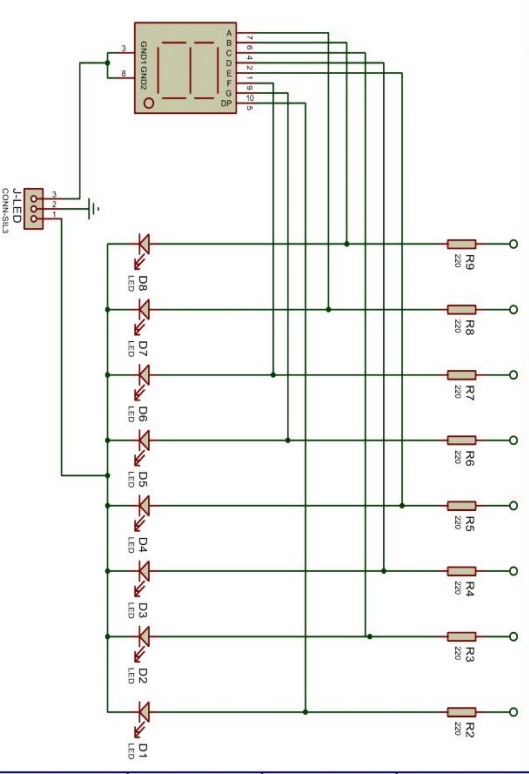 A
B
C
D
E
F
G
DP
7
6
4
2
1
9
10
5
GND1
GND2
3
8
3
2
1
J-LED
CONN-SIL3
D8
LED
R9
220
D7
LED
R8
220
D6
LED
R7
220
D5
LED
R6
220
D4
LED
R5
220
D3
LED
R4
220
D2
LED
R3
220
D1
LED
R2
220